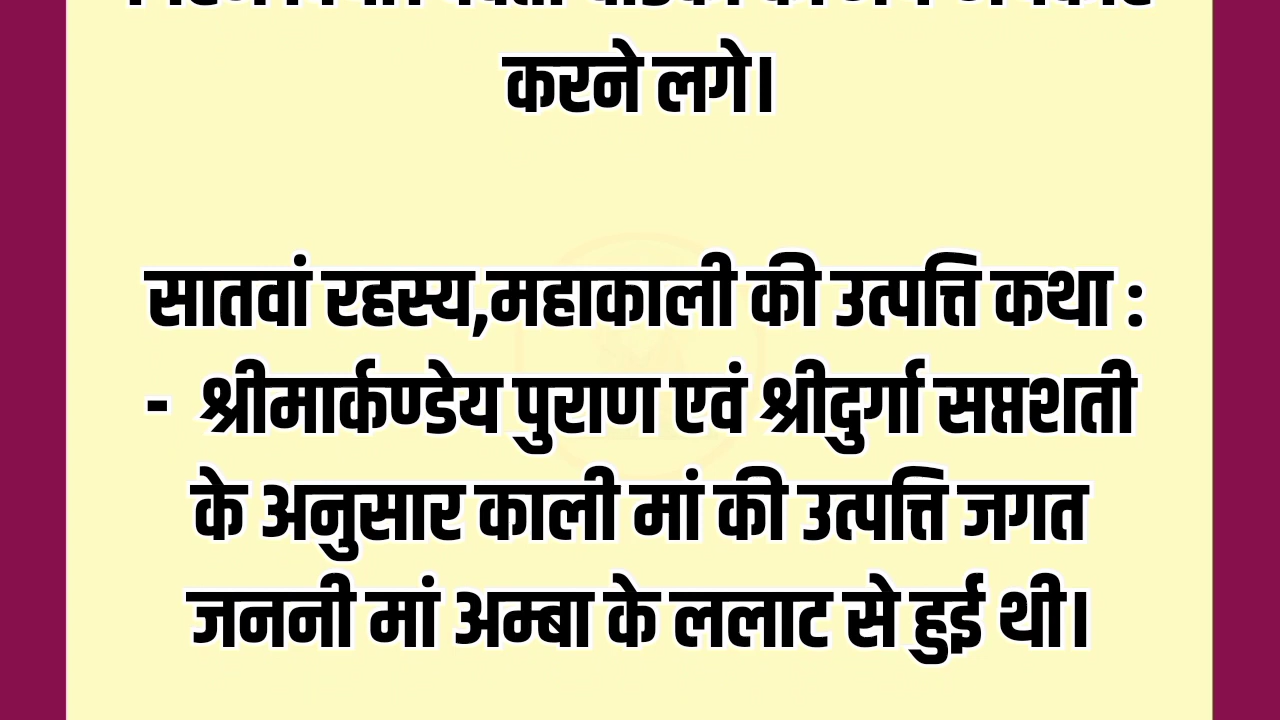 करने लगे।
सातवां रहस्य,महाकाली की उत्पत्ति कथा :
- श्रीमार्कण्डेय पुराण एवं श्रीदुर्गा सप्तशती
के अनुसार काली मां की उत्पत्ति जगत
जननी मां अम्बा के ललाट से हुई थी।